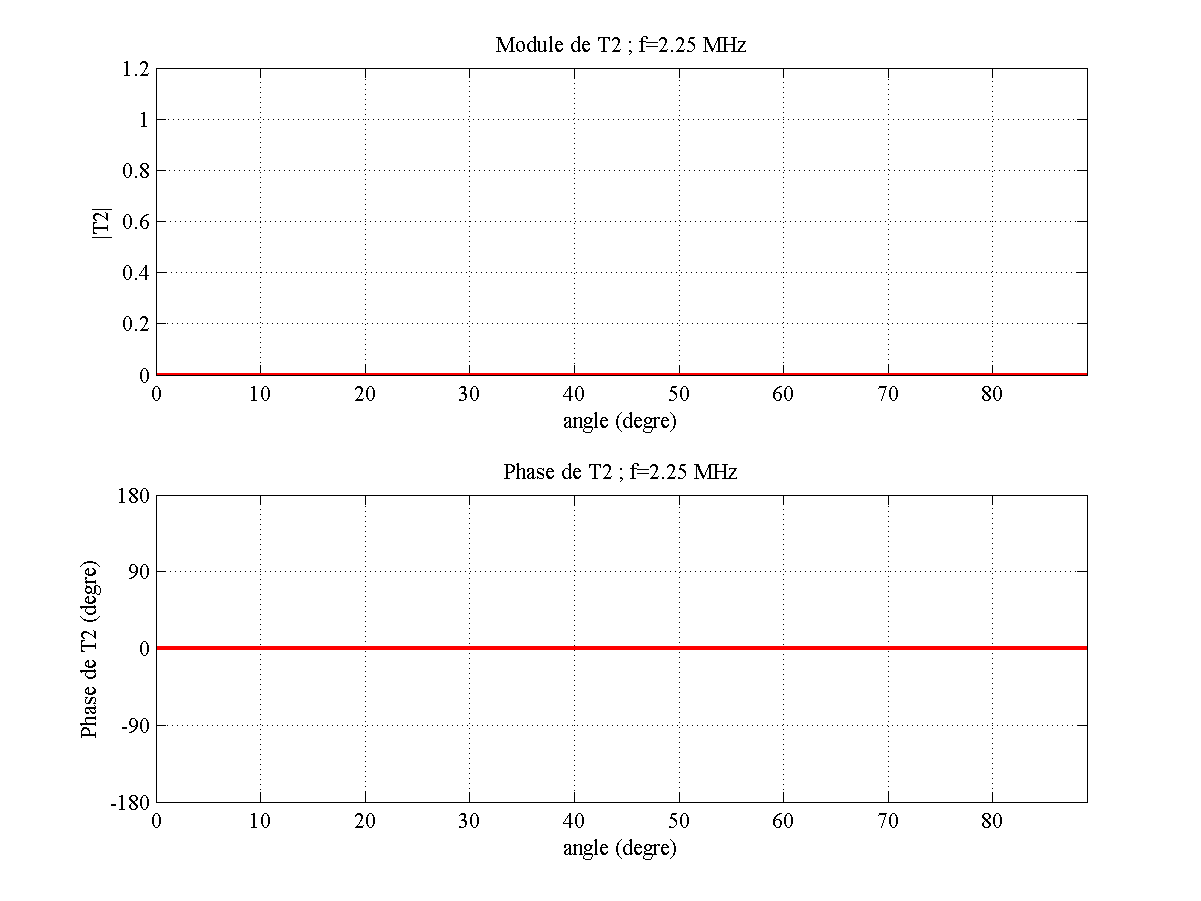 Module de T2 ; f=2.25 MHz
1.2
1
0.8
0.6
0.4
0.2
0
|T2|
0 10 20 30 40 50 60 70 80
angle (degre)
Phase de T2 ; f=2.25 MHz
180
90
0
-90
-180
Phase de T2 (degre)
0 10 20 30 40 50 60 70 80
angle (degre)